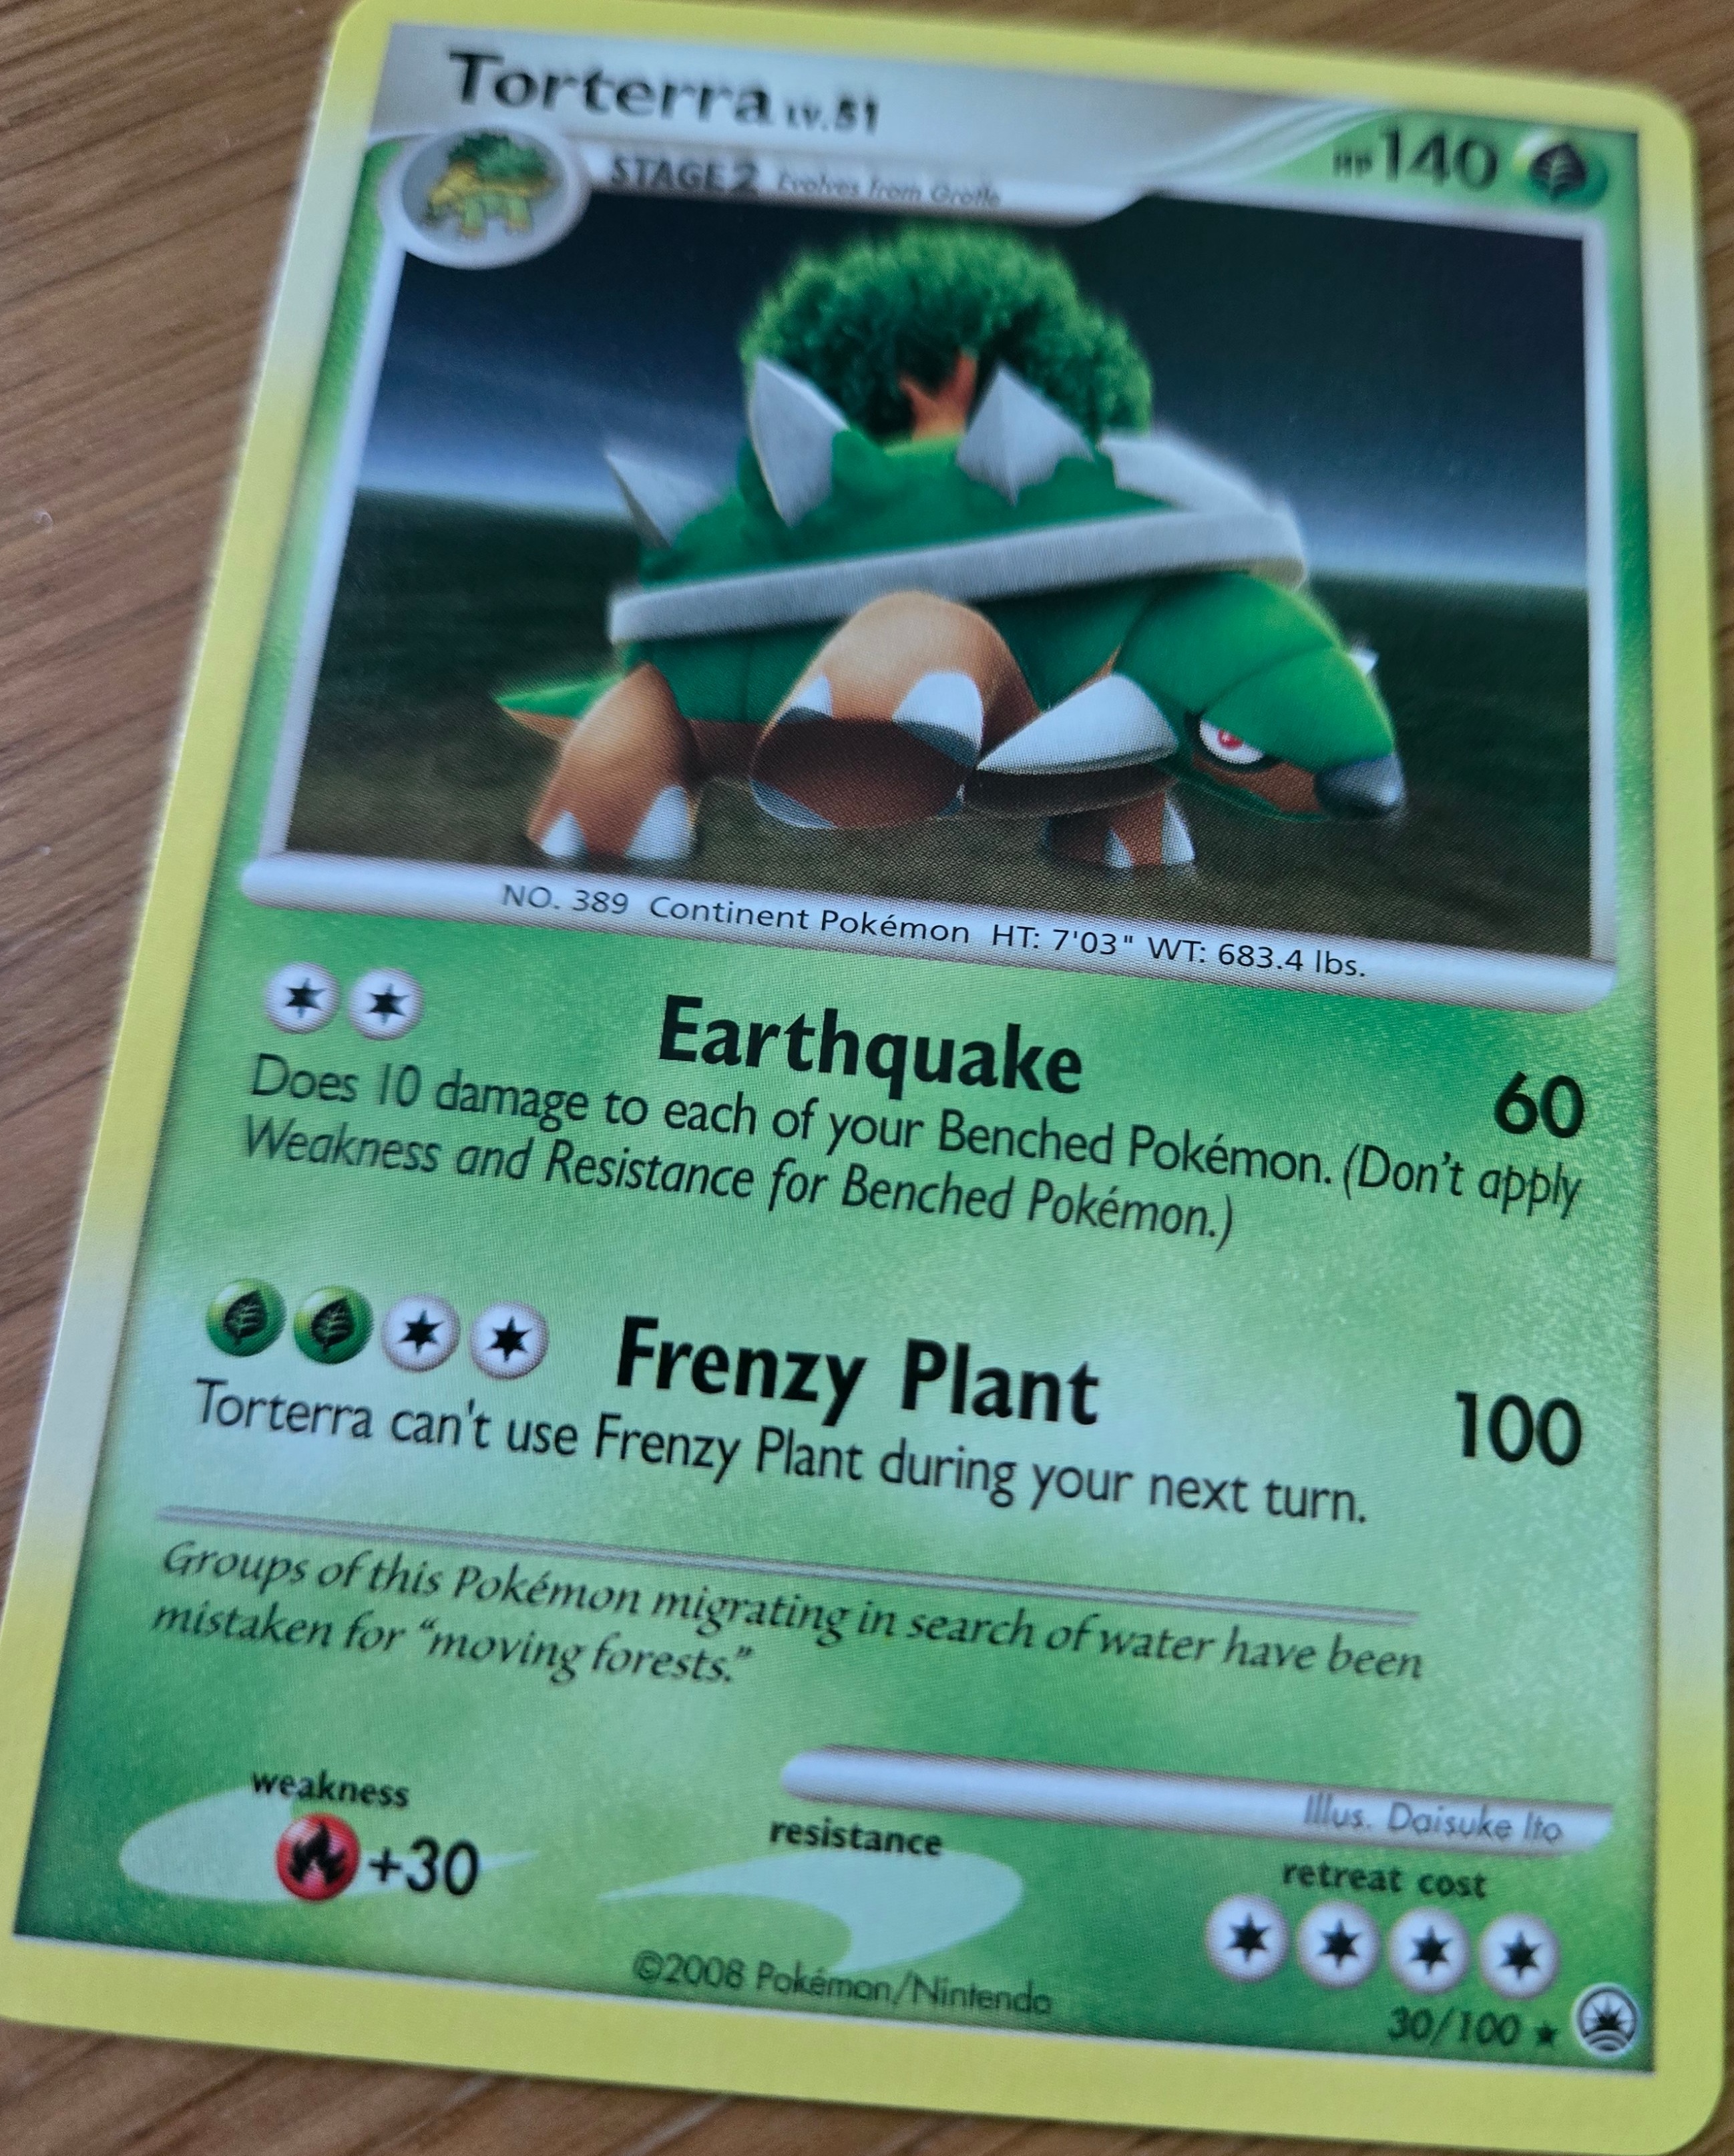 Torterra LV.51
HP 140
STAGE 2 Evolves from Grotle
NO. 389 Continent Pokémon HT: 7'03" WT: 683.4 lbs.
Earthquake 60
Does 10 damage to each of your Benched Pokémon. (Don't apply
Weakness and Resistance for Benched Pokémon.)
Frenzy Plant 100
Torterra can't use Frenzy Plant during your next turn.
Groups of this Pokémon migrating in search of water have been
mistaken for “moving forests.”
Illus. Daisuke Ito
weakness
+30
resistance
retreat cost
©2008 Pokémon/Nintendo
30/100 ★